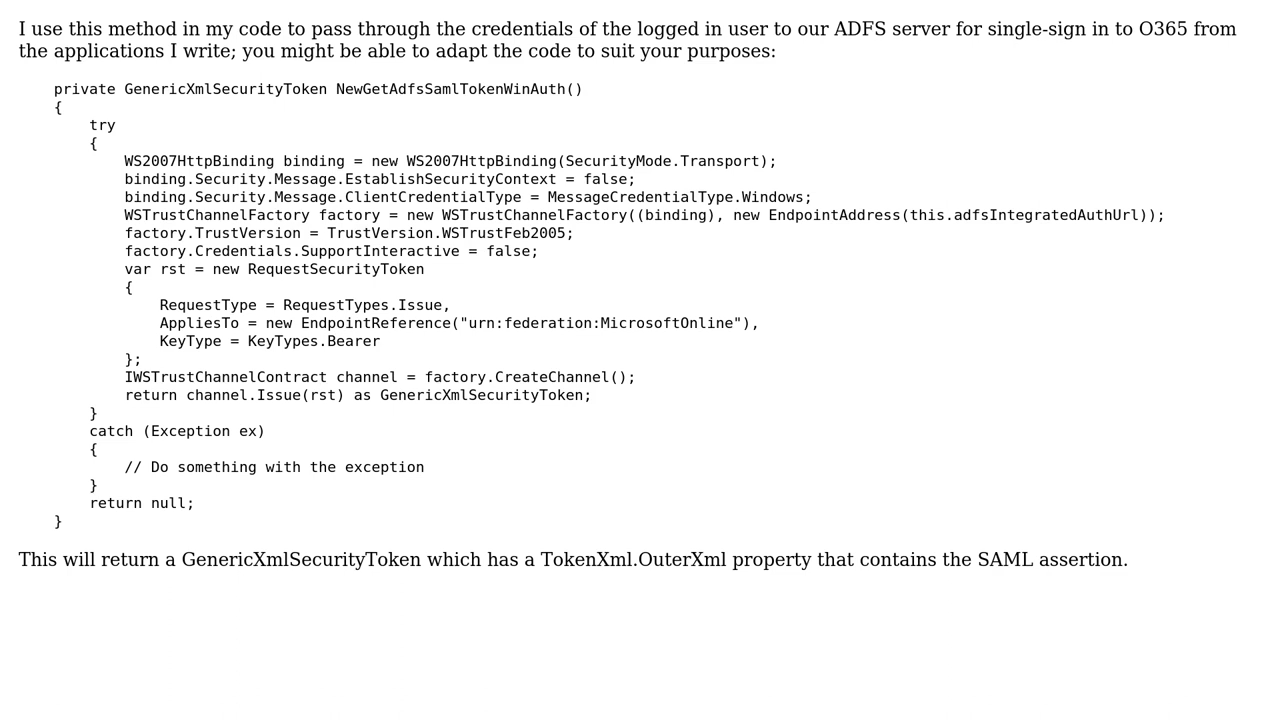 I use this method in my code to pass through the credentials of the logged in user to our ADFS server for single-sign in to O365 from
the applications I write; you might be able to adapt the code to suit your purposes:
private GenericXmlSecurityToken NewGetAdfsSamlTokenWinAuth()
{
    try
    {
        WS2007HttpBinding binding = new WS2007HttpBinding(SecurityMode.Transport);
        binding.Security.Message.EstablishSecurityContext = false;
        binding.Security.Message.ClientCredentialType = MessageCredentialType.Windows;
        WSTrustChannelFactory factory = new WSTrustChannelFactory((binding), new EndpointAddress(this.adfsIntegratedAuthUrl));
        factory.TrustVersion = TrustVersion.WSTrustFeb2005;
        factory.Credentials.SupportInteractive = false;
        var rst = new RequestSecurityToken
        {
            RequestType = RequestTypes.Issue,
            AppliesTo = new EndpointReference("urn:federation:MicrosoftOnline"),
            KeyType = KeyTypes.Bearer
        };
        IWSTrustChannelContract channel = factory.CreateChannel();
        return channel.Issue(rst) as GenericXmlSecurityToken;
    }
    catch (Exception ex)
    {
        // Do something with the exception
    }
    return null;
}
This will return a GenericXmlSecurityToken which has a TokenXml.OuterXml property that contains the SAML assertion.